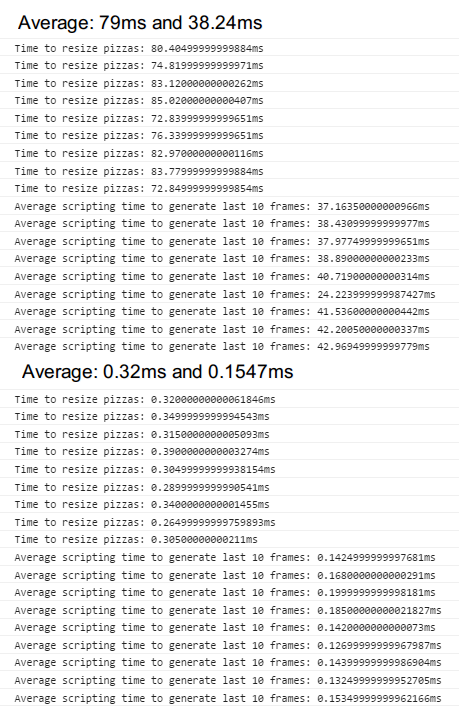 Average: 79ms and 38.24ms
Time to resize pizzas: 80.40499999999884ms
Time to resize pizzas: 74.81999999999971ms
Time to resize pizzas: 83.12000000000262ms
Time to resize pizzas: 85.02000000000407ms
Time to resize pizzas: 72.83999999999651ms
Time to resize pizzas: 76.33999999999651ms
Time to resize pizzas: 82.97000000000116ms
Time to resize pizzas: 83.77999999999884ms
Time to resize pizzas: 72.84999999999854ms
Average scripting time to generate last 10 frames: 37.16350000000966ms
Average scripting time to generate last 10 frames: 38.43099999999977ms
Average scripting time to generate last 10 frames: 37.97749999999651ms
Average scripting time to generate last 10 frames: 38.89000000000233ms
Average scripting time to generate last 10 frames: 40.71900000000314ms
Average scripting time to generate last 10 frames: 24.223999999987427ms
Average scripting time to generate last 10 frames: 41.53600000000442ms
Average scripting time to generate last 10 frames: 42.20050000000337ms
Average scripting time to generate last 10 frames: 42.96949999999779ms
Average: 0.32ms and 0.1547ms
Time to resize pizzas: 0.32000000000061846ms
Time to resize pizzas: 0.3499999999994543ms
Time to resize pizzas: 0.3150000000005093ms
Time to resize pizzas: 0.3900000000003274ms
Time to resize pizzas: 0.30499999999938154ms
Time to resize pizzas: 0.2899999999990541ms
Time to resize pizzas: 0.3400000000001455ms
Time to resize pizzas: 0.26499999999759893ms
Time to resize pizzas: 0.30500000000211ms
Average scripting time to generate last 10 frames: 0.1424999999997681ms
Average scripting time to generate last 10 frames: 0.1680000000000291ms
Average scripting time to generate last 10 frames: 0.1999999999998181ms
Average scripting time to generate last 10 frames: 0.18500000000021827ms
Average scripting time to generate last 10 frames: 0.1420000000000073ms
Average scripting time to generate last 10 frames: 0.12699999999967987ms
Average scripting time to generate last 10 frames: 0.14399999999986904ms
Average scripting time to generate last 10 frames: 0.13249999999952705ms
Average scripting time to generate last 10 frames: 0.15349999999962166ms